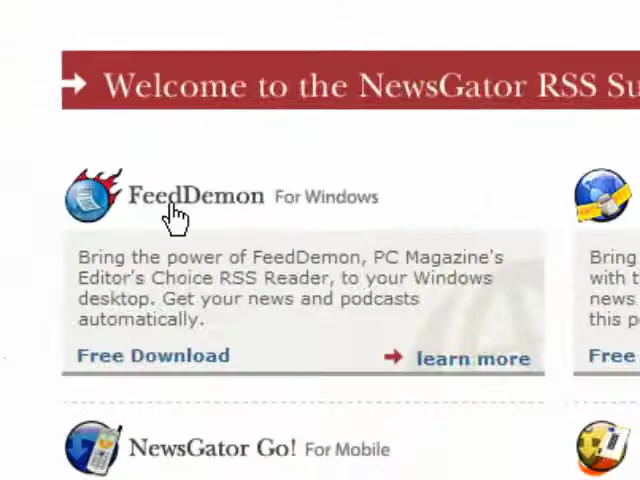 Welcome to the NewsGator RSS Su
FeedDemon For Windows
Bring the power of FeedDemon, PC Magazine's
Editor's Choice RSS Reader, to your Windows
desktop. Get your news and podcasts
automatically.
Free Download learn more
Bring
with t
news
this p
Free
NewsGator Go! For Mobile